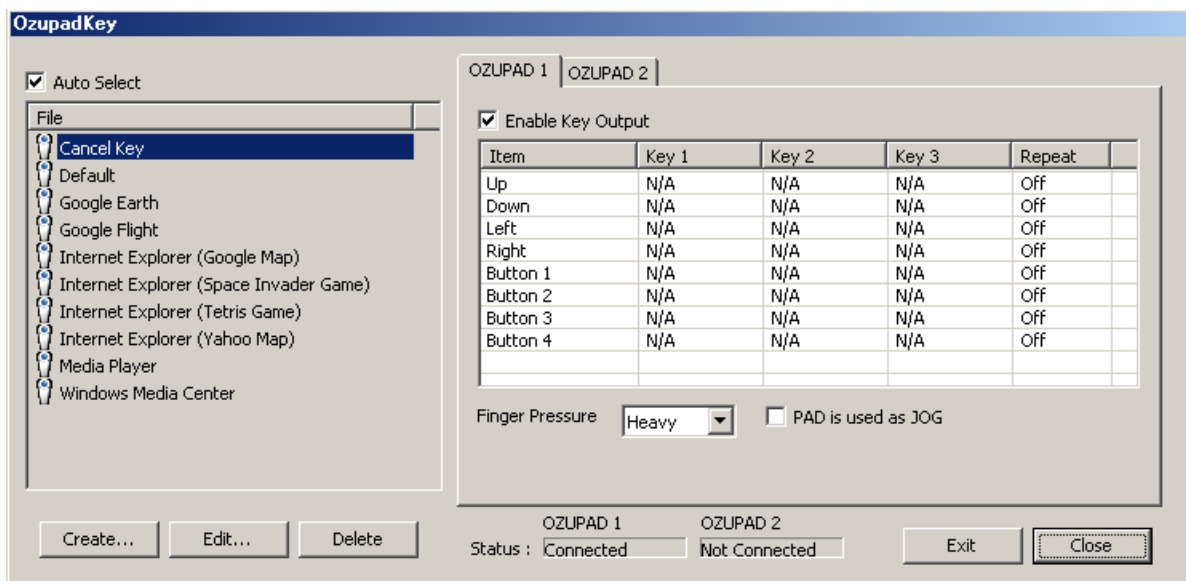 OzupadKey
Auto Select
File
Cancel Key
Default
Google Earth
Google Flight
Internet Explorer (Google Map)
Internet Explorer (Space Invader Game)
Internet Explorer (Tetris Game)
Internet Explorer (Yahoo Map)
Media Player
Windows Media Center
Create... Edit... Delete
OZUPAD 1 OZUPAD 2
Enable Key Output
Item Key 1 Key 2 Key 3 Repeat
Up N/A N/A N/A Off
Down N/A N/A N/A Off
Left N/A N/A N/A Off
Right N/A N/A N/A Off
Button 1 N/A N/A N/A Off
Button 2 N/A N/A N/A Off
Button 3 N/A N/A N/A Off
Button 4 N/A N/A N/A Off
Finger Pressure Heavy PAD is used as JOG
OZUPAD 1 OZUPAD 2
Status : Connected Not Connected
Exit Close